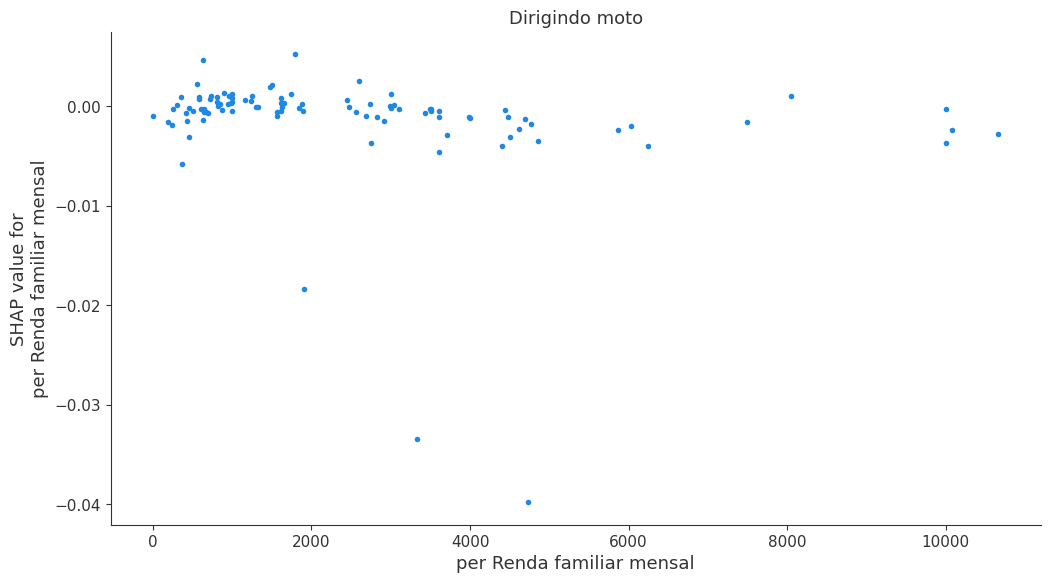 Dirigindo moto
0.00
−0.01
−0.02
−0.03
−0.04
SHAP value for
per Renda familiar mensal
0
2000
4000
6000
8000
10000
per Renda familiar mensal